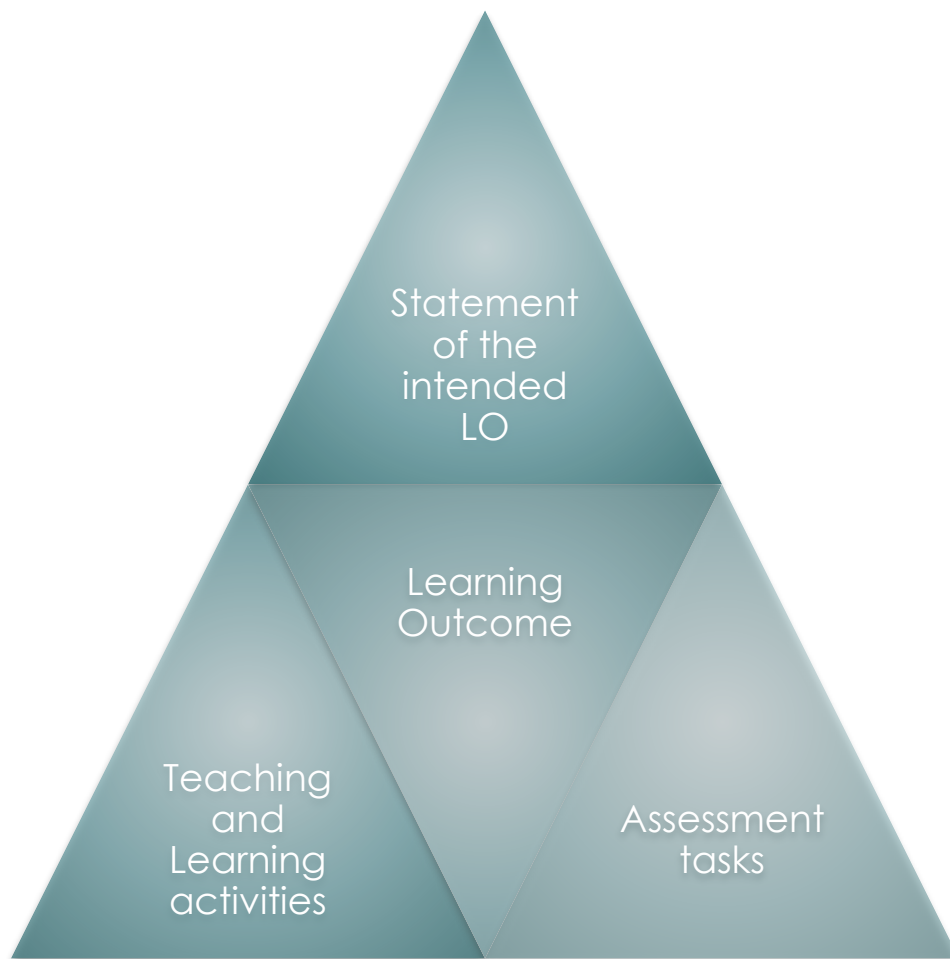 Statement
of the
intended
LO
Learning
Outcome
Teaching
and
Learning
activities
Assessment
tasks